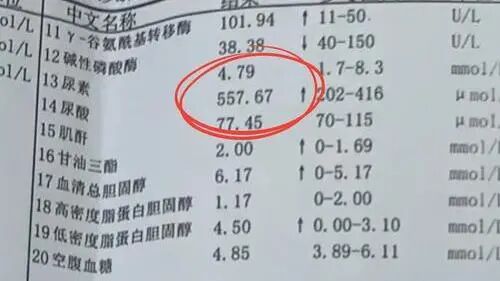 中文名称 结果
11 γ-谷氨酰基转移酶 101.94 ↑ 11-50 U/L
12 碱性磷酸酶 38.38 ↓ 40-150 U/L
13 尿素 4.79 1.7-8.3 mmol/
14 尿酸 557.67 ↑ 202-416 μmo
15 肌酐 77.45 70-115 μmol
16 甘油三酯 2.00 ↑ 0-1.69 mmol/
17 血清总胆固醇 6.17 ↑ 0-5.17 mmol/
18 高密度脂蛋白胆固醇 1.17 0-2.00 mmol/
19 低密度脂蛋白胆固醇 4.50 ↑ 0.00-3.10 mmol/
20 空腹血糖 4.85 3.89-6.11 mmol/